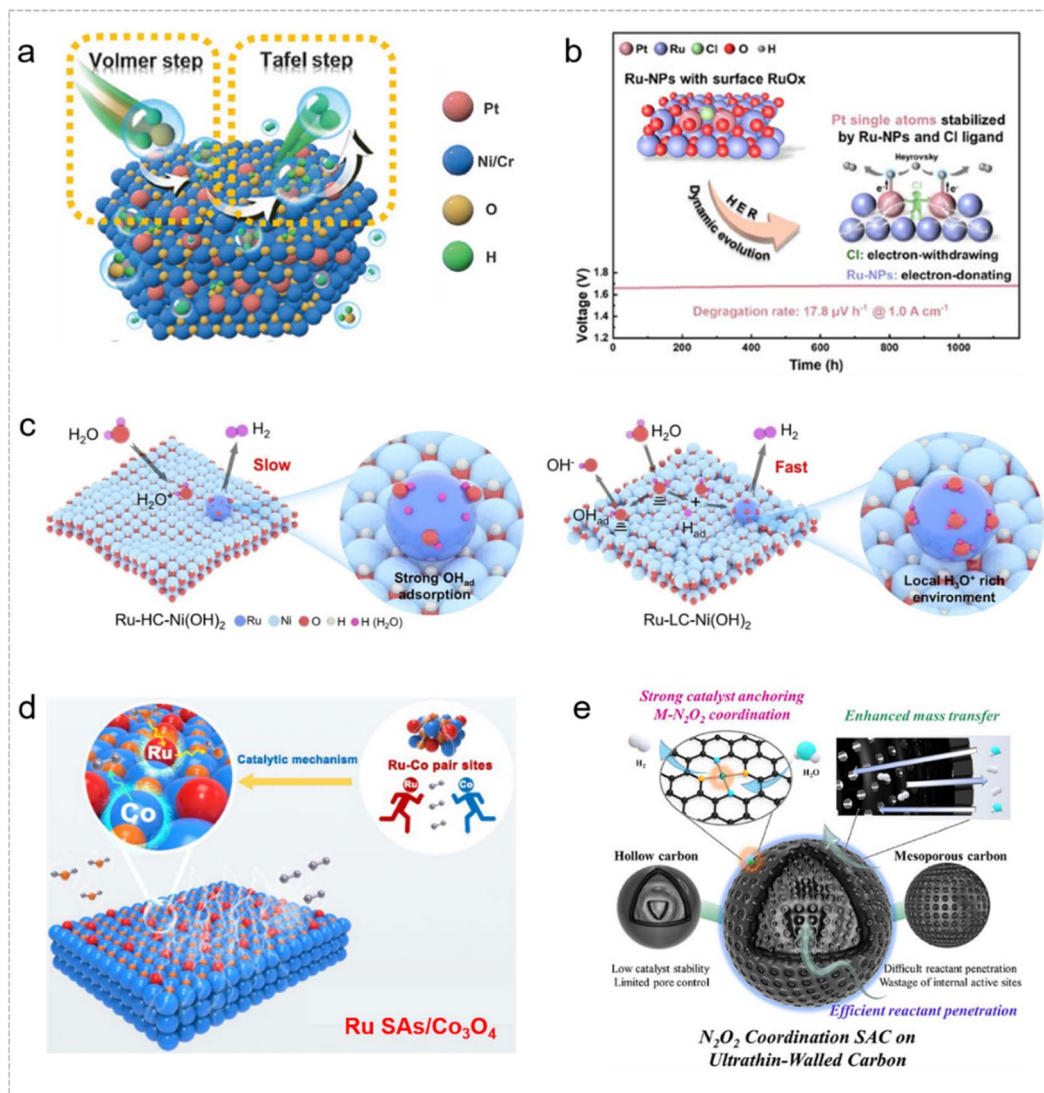 a
Volmer step
Tafel step
Pt
Ni/Cr
O
H
b
Pt Ru Cl O H
Ru-NPs with surface RuOx
Pt single atoms stabilized
by Ru-NPs and Cl ligand
Heyrovsky
e⁻ Cl e⁻
HER
Dynamic evolution
Cl: electron-withdrawing
Ru-NPs: electron-donating
Degragation rate: 17.8 µV h⁻¹ @ 1.0 A cm⁻¹
Voltage (V)
1.8
1.6
1.4
1.2
0 200 400 600 800 1000
Time (h)
c
H₂O
H₂
Slow
H₂O*
Strong OHad
adsorption
Ru-HC-Ni(OH)₂
Ru Ni O H H (H₂O)
H₂O
H₂
OH⁻
Fast
OHad
+
Had
Local H₃O⁺ rich
environment
Ru-LC-Ni(OH)₂
d
Ru
Co
Catalytic mechanism
Ru-Co pair sites
Ru Co
Ru SAs/Co₃O₄
e
Strong catalyst anchoring
M-N₂O₂ coordination
Enhanced mass transfer
H₂
H₂O
Hollow carbon
Mesoporous carbon
Low catalyst stability
Limited pore control
Difficult reactant penetration
Wastage of internal active sites
Efficient reactant penetration
N₂O₂ Coordination SAC on
Ultrathin-Walled Carbon